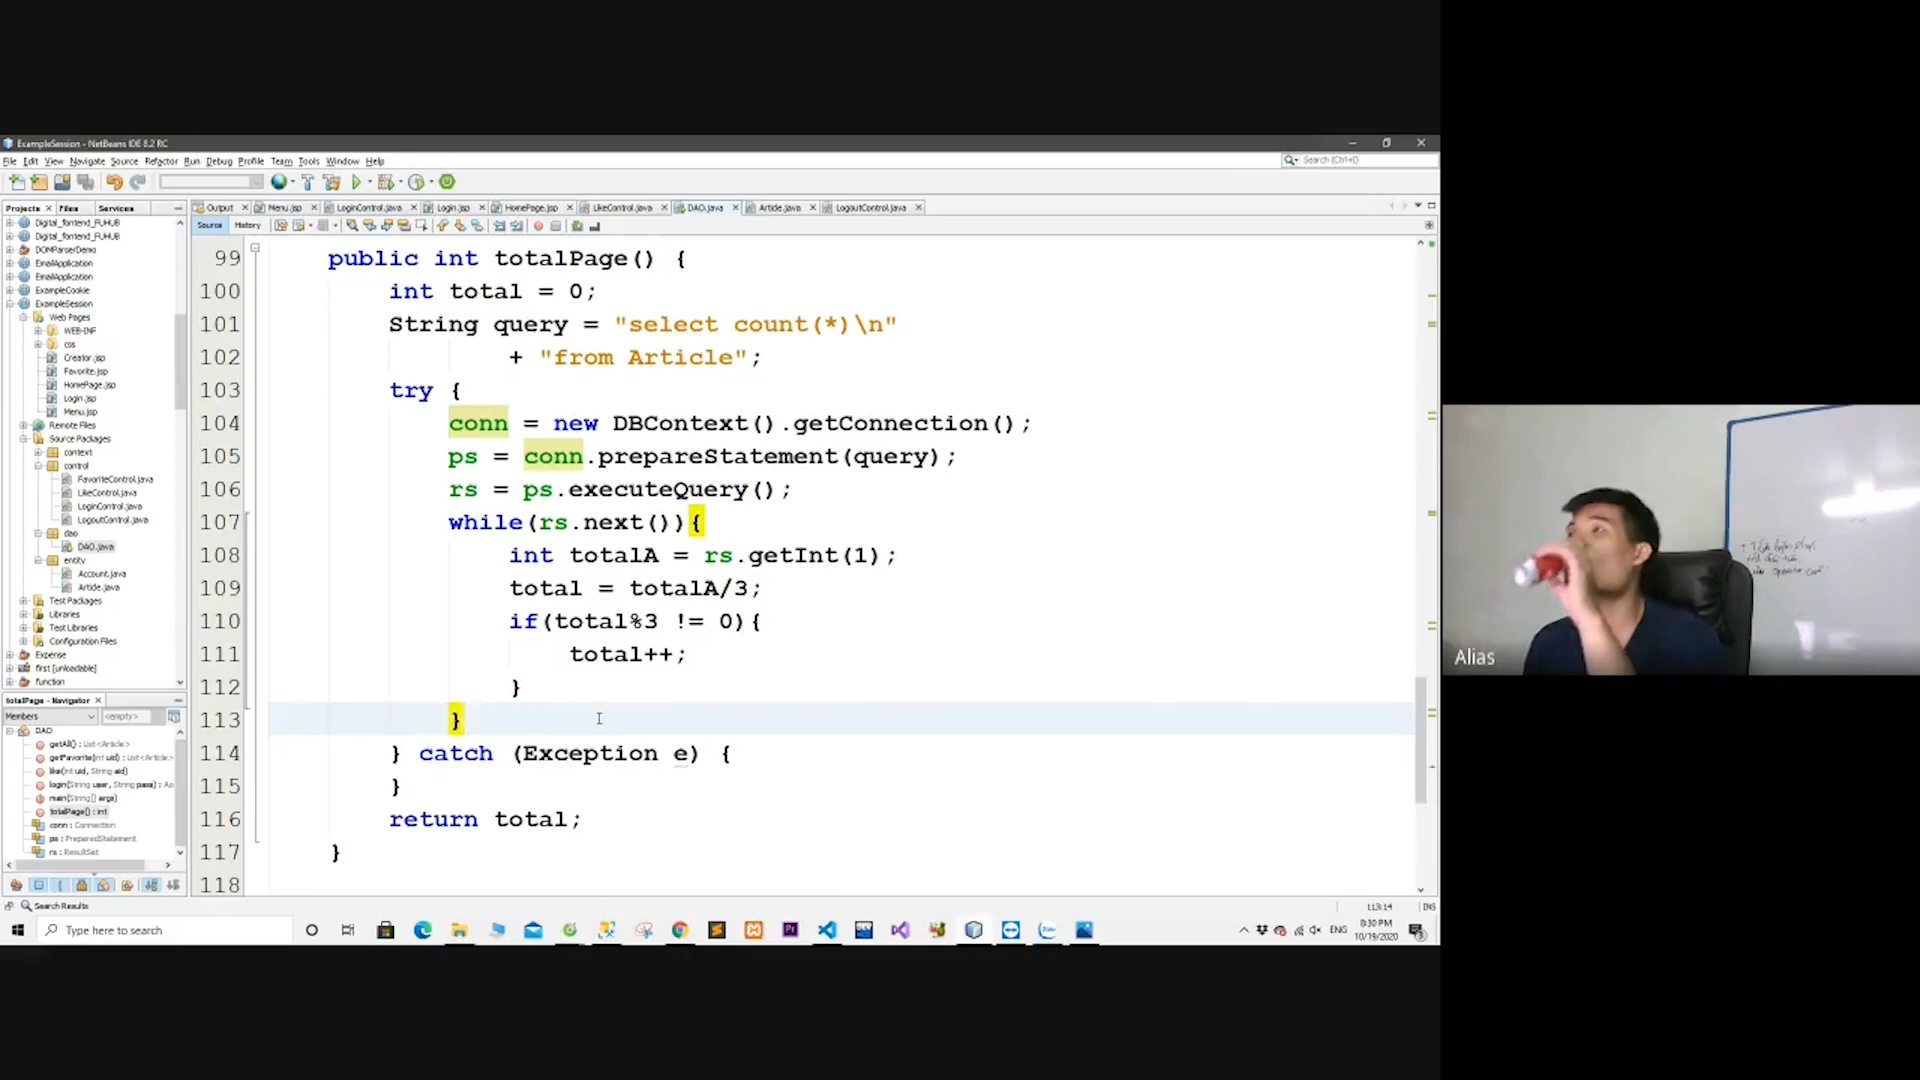 ExampleSession - NetBeans IDE 8.2 RC
File Edit View Navigate Source Refactor Run Debug Profile Team Tools Window Help
Search (Ctrl+I)
Projects Files Services
Output Menu.jsp LoginControl.java Login.jsp HomePage.jsp LikeControl.java DAO.java Article.java LogoutControl.java
Source History
Digital_fontend_FUHUB
Digital_fontend_FUHUB
DOMParserDemo
EmailApplication
EmailApplication
ExampleCookie
ExampleSession
Web Pages
WEB-INF
css
Creator.jsp
Favorite.jsp
HomePage.jsp
Login.jsp
Menu.jsp
Remote Files
Source Packages
context
control
FavoriteControl.java
LikeControl.java
LoginControl.java
LogoutControl.java
dao
DAO.java
entity
Account.java
Article.java
Test Packages
Libraries
Test Libraries
Configuration Files
Expense
first [unloadable]
function
totalPage - Navigator
Members <empty>
DAO
getAll() : List<Article>
getFavorite(int uid) : List<Article>
like(int uid, String aid)
login(String user, String pass) : Ac
main(String[] args)
totalPage() : int
conn : Connection
ps : PreparedStatement
rs : ResultSet
99 public int totalPage() {
100 int total = 0;
101 String query = "select count(*)\n"
102 + "from Article";
103 try {
104 conn = new DBContext().getConnection();
105 ps = conn.prepareStatement(query);
106 rs = ps.executeQuery();
107 while(rs.next()){
108 int totalA = rs.getInt(1);
109 total = totalA/3;
110 if(total%3 != 0){
111 total++;
112 }
113 }
114 } catch (Exception e) {
115 }
116 return total;
117 }
118
Search Results
113:14 INS
Type here to search
ENG
8:30 PM
10/19/2020
Alias